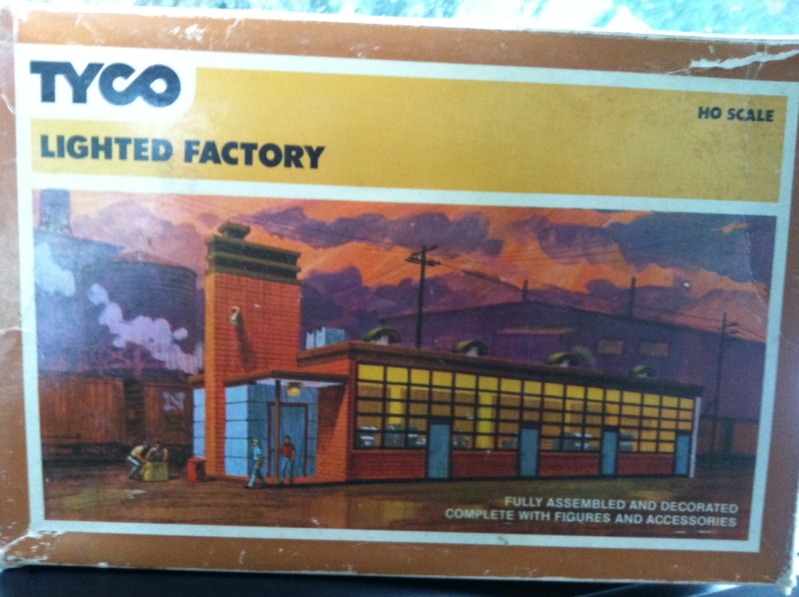 TYCO
HO SCALE
LIGHTED FACTORY
N
FULLY ASSEMBLED AND DECORATED
COMPLETE WITH FIGURES AND ACCESSORIES